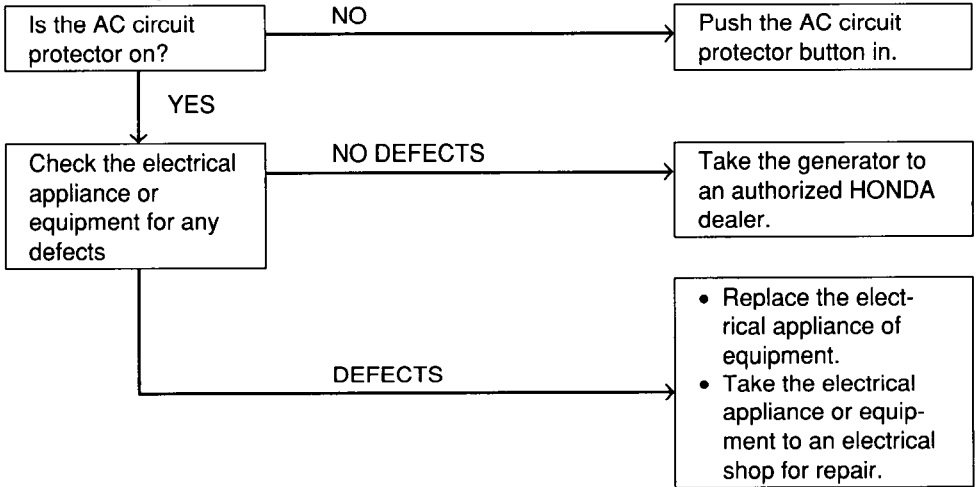 Is the AC circuit
protector on?
NO
Push the AC circuit
protector button in.
YES
Check the electrical
appliance or
equipment for any
defects
NO DEFECTS
Take the generator to
an authorized HONDA
dealer.
DEFECTS
• Replace the elect-
rical appliance of
equipment.
• Take the electrical
appliance or equip-
ment to an electrical
shop for repair.